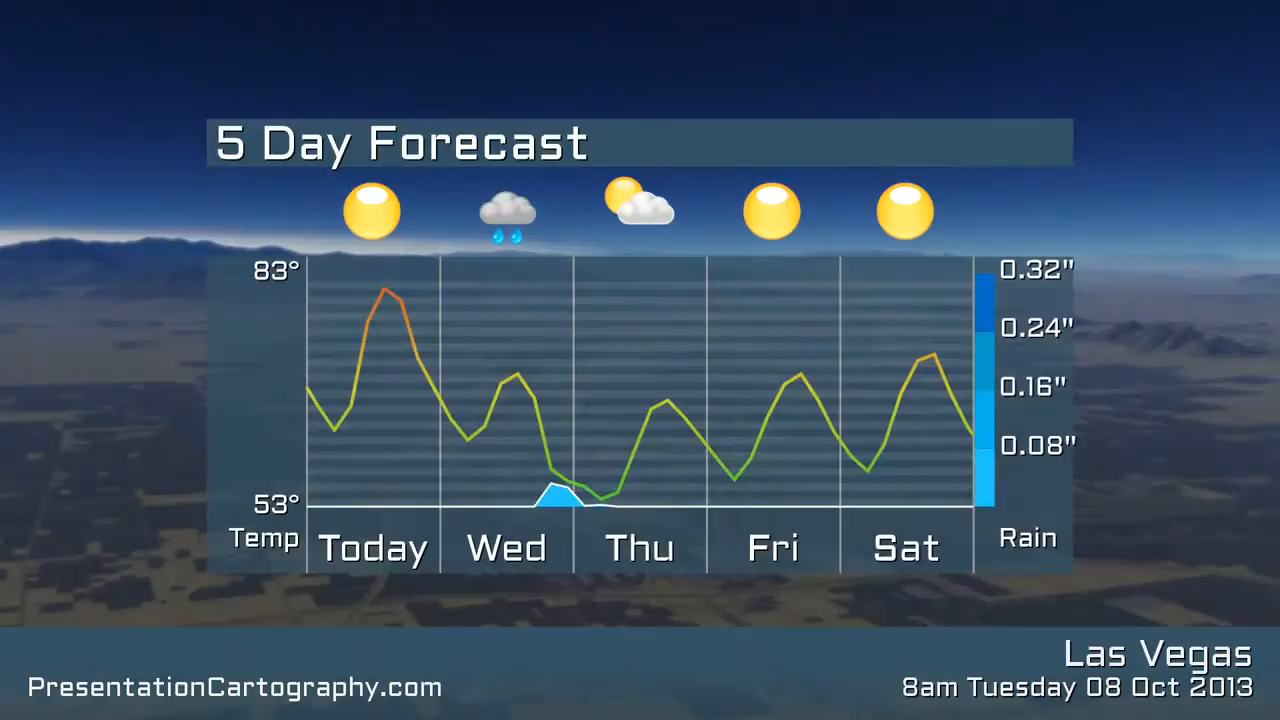 5 Day Forecast
83°
53°
Temp
0.32"
0.24"
0.16"
0.08"
Rain
Today Wed Thu Fri Sat
Las Vegas
8am Tuesday 08 Oct 2013
PresentationCartography.com